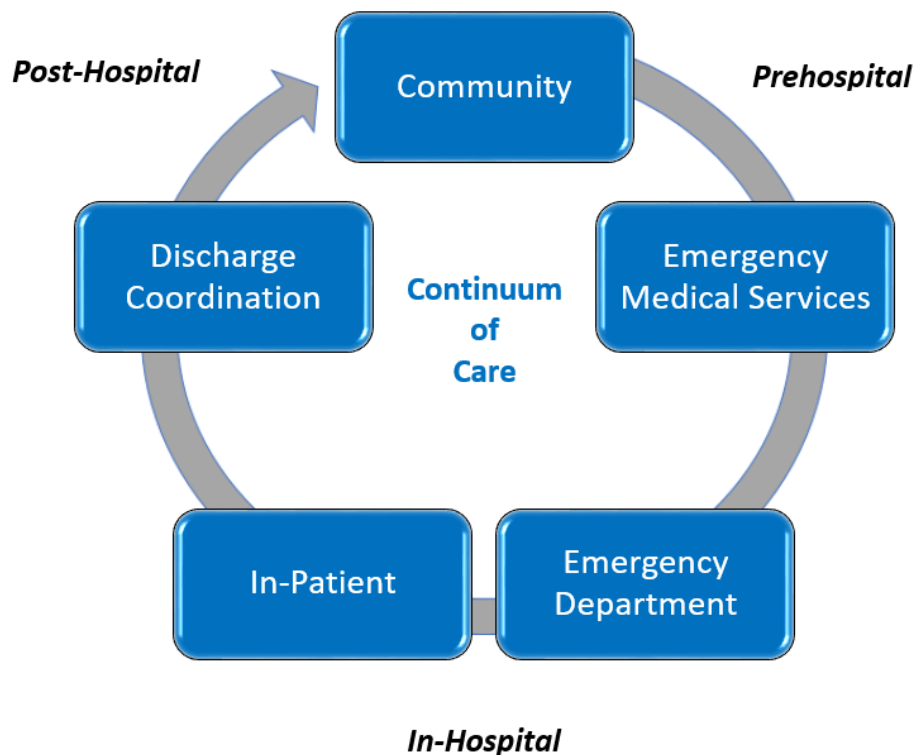 Post-Hospital
Community
Prehospital
Discharge
Coordination
Continuum
of
Care
Emergency
Medical Services
In-Patient
Emergency
Department
In-Hospital